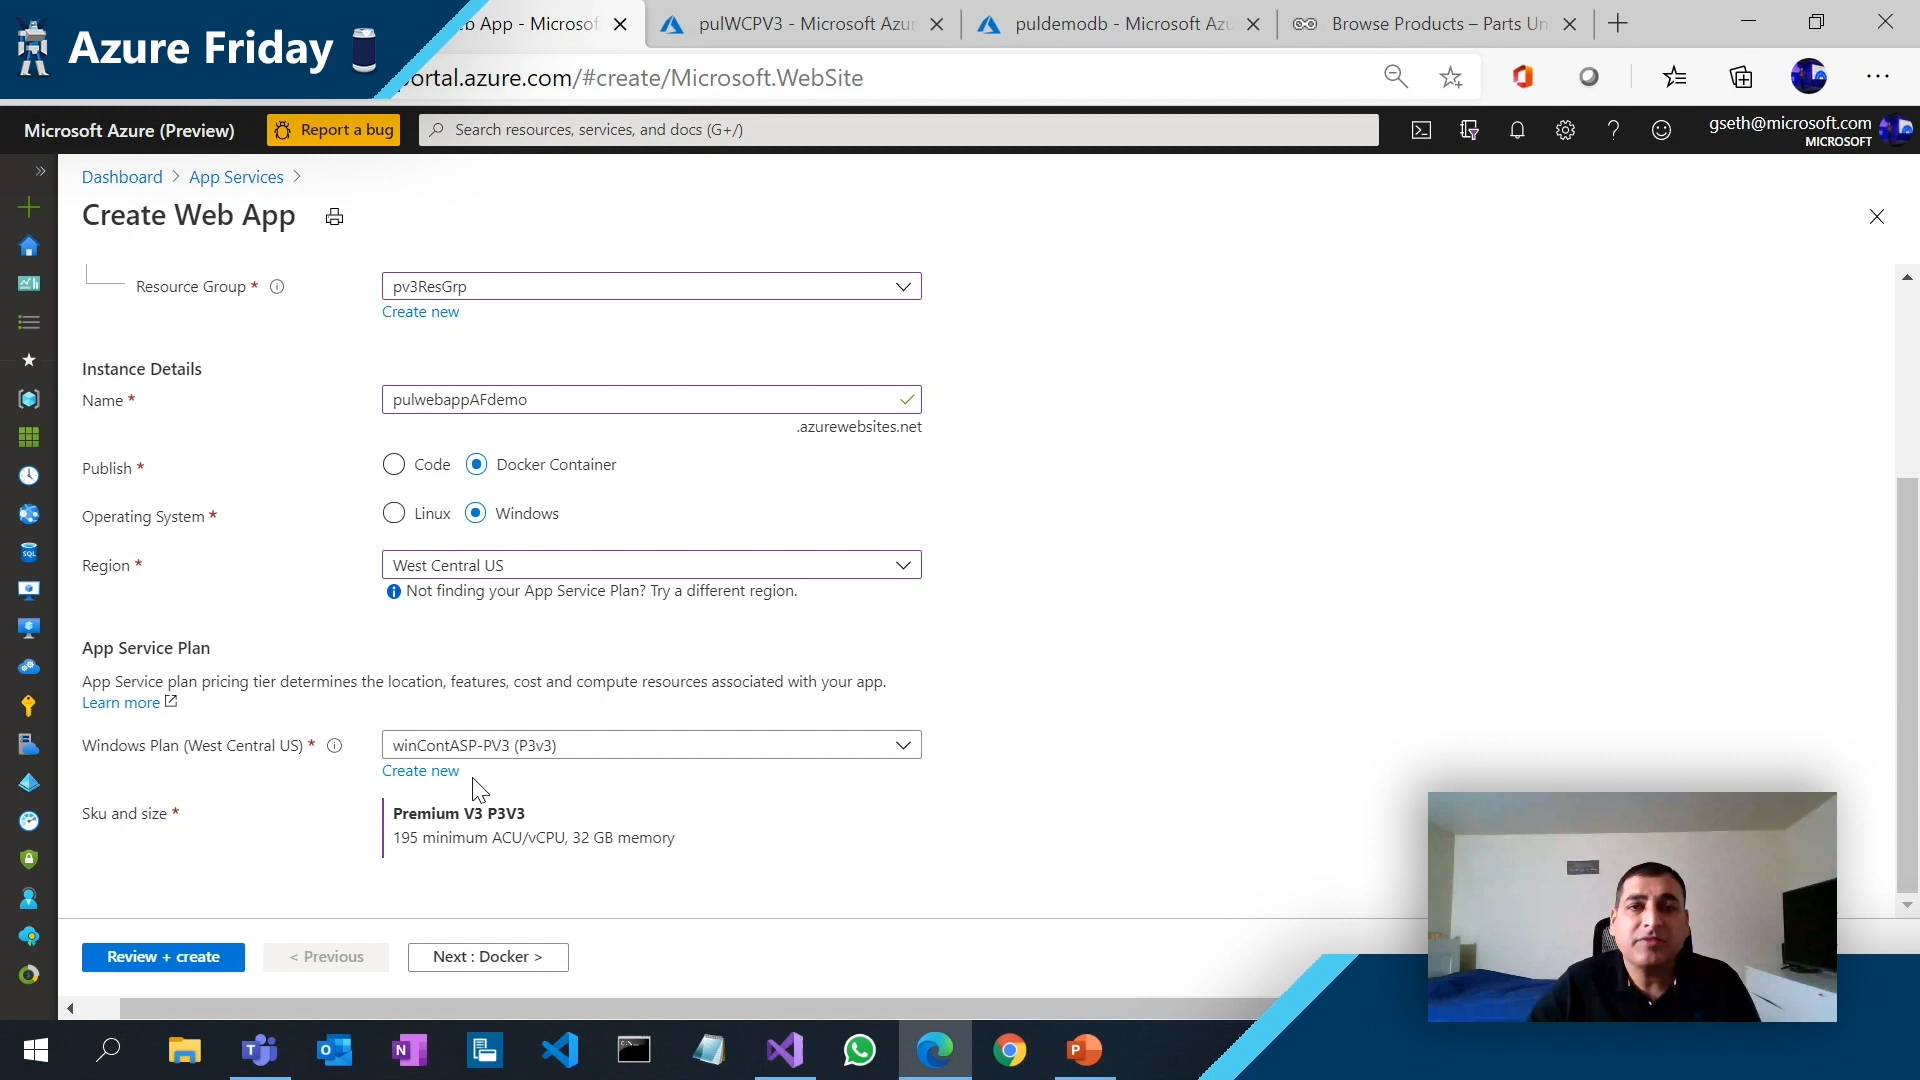 Azure Friday
b App - Microsof
pulWCPV3 - Microsoft Azur
puldemodb - Microsoft Azu
Browse Products – Parts Un
ortal.azure.com/#create/Microsoft.WebSite
Microsoft Azure (Preview)
Report a bug
Search resources, services, and docs (G+/)
gseth@microsoft.com
MICROSOFT
Dashboard > App Services >
Create Web App
Resource Group *
pv3ResGrp
Create new
Instance Details
Name *
pulwebappAFdemo
.azurewebsites.net
Publish *
Code
Docker Container
Operating System *
Linux
Windows
Region *
West Central US
Not finding your App Service Plan? Try a different region.
App Service Plan
App Service plan pricing tier determines the location, features, cost and compute resources associated with your app.
Learn more
Windows Plan (West Central US) *
winContASP-PV3 (P3v3)
Create new
Sku and size *
Premium V3 P3V3
195 minimum ACU/vCPU, 32 GB memory
Review + create
< Previous
Next : Docker >